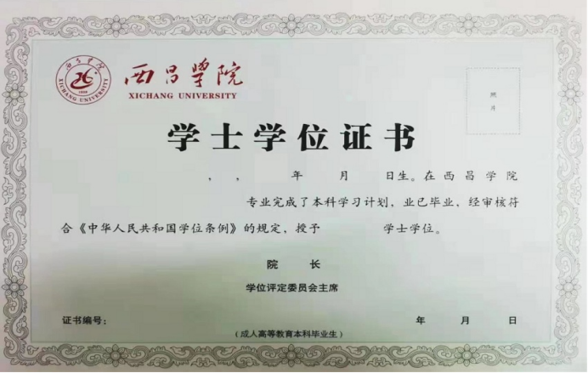 西昌学院
XICHANG UNIVERSITY
照片
学士学位证书
, , 年 月 日生。在西昌学院
专业完成了本科学习计划，业已毕业，经审核符
合《中华人民共和国学位条例》的规定，授予 学士学位。
院 长
学位评定委员会主席
证书编号： 年 月 日
（成人高等教育本科毕业生）